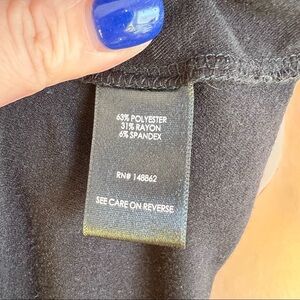 63% POLYESTER
31% RAYON
6% SPANDEX
RN# 148862
SEE CARE ON REVERSE